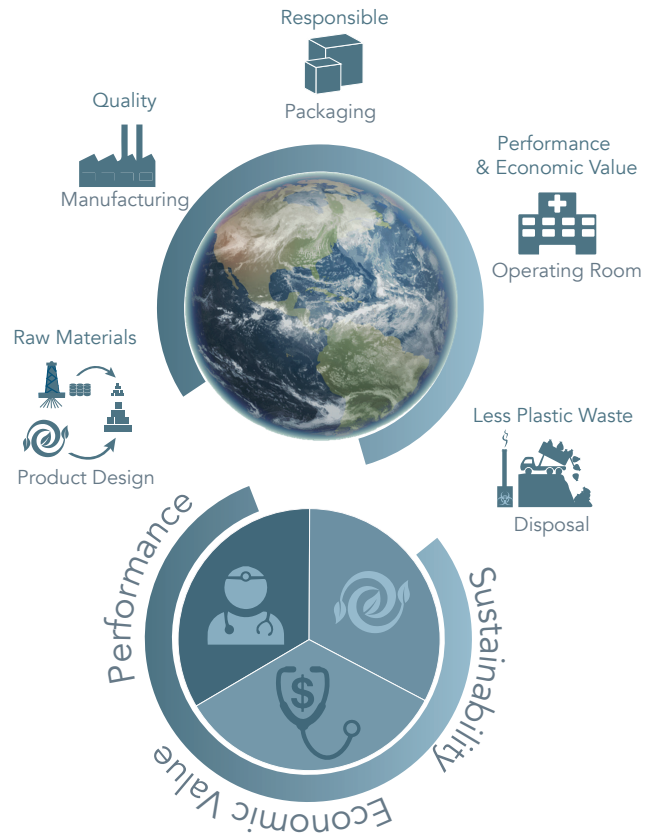 Responsible
Packaging
Quality
Manufacturing
Performance
& Economic Value
Operating Room
Raw Materials
Product Design
Less Plastic Waste
Disposal
Performance
Sustainability
Economic Value
$